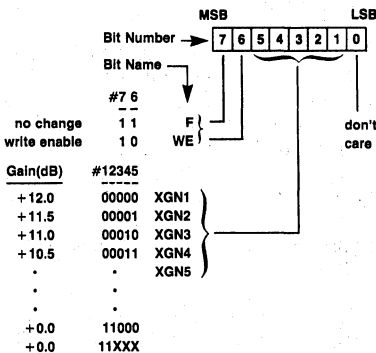 MSB LSB
Bit Number 7 6 5 4 3 2 1 0
Bit Name
#7 6
no change 1 1 F
write enable 1 0 WE
don't
care
Gain(dB) #12345
+12.0 00000 XGN1
+11.5 00001 XGN2
+11.0 00010 XGN3
+10.5 00011 XGN4
XGN5
+0.0 11000
+0.0 11XXX